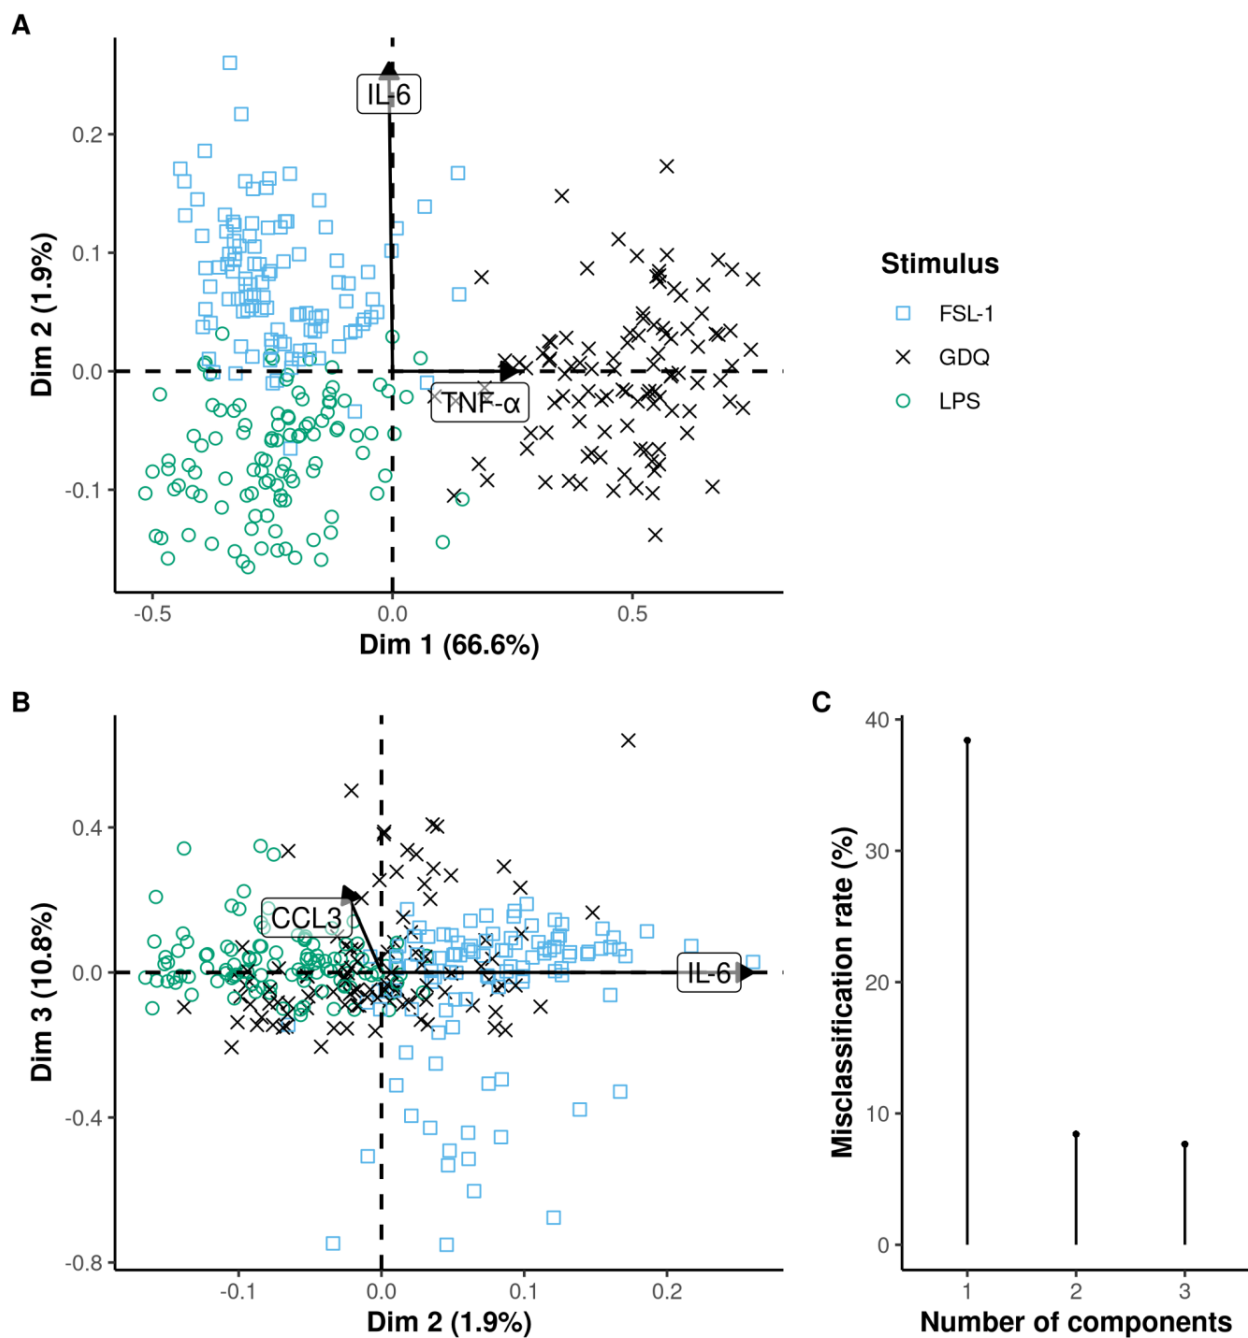 A
IL-6
TNF-α
0.2
0.1
0.0
-0.1
Dim 2 (1.9%)
-0.5
0.0
0.5
Dim 1 (66.6%)
Stimulus
FSL-1
GDQ
LPS
B
CCL3
IL-6
0.4
0.0
-0.4
-0.8
Dim 3 (10.8%)
-0.1
0.0
0.1
0.2
Dim 2 (1.9%)
C
40
30
20
10
0
Misclassification rate (%)
1
2
3
Number of components